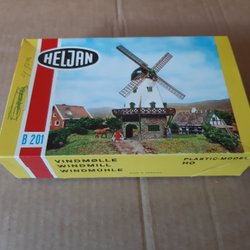 HELJAN
B 201
VINDMØLLE
WINDMILL
WINDMÜHLE
PLASTIC-MODEL
HO